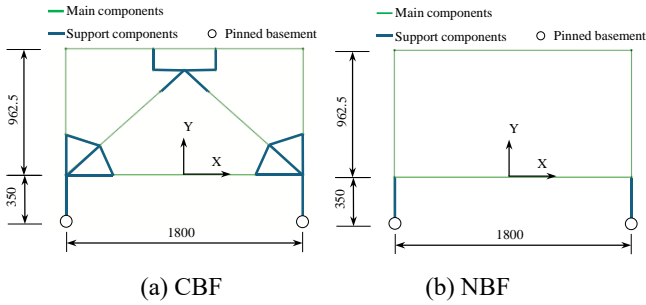 Main components
Support components
Pinned basement
962.5
350
Y
X
1800
(a) CBF
Main components
Support components
Pinned basement
962.5
350
Y
X
1800
(b) NBF